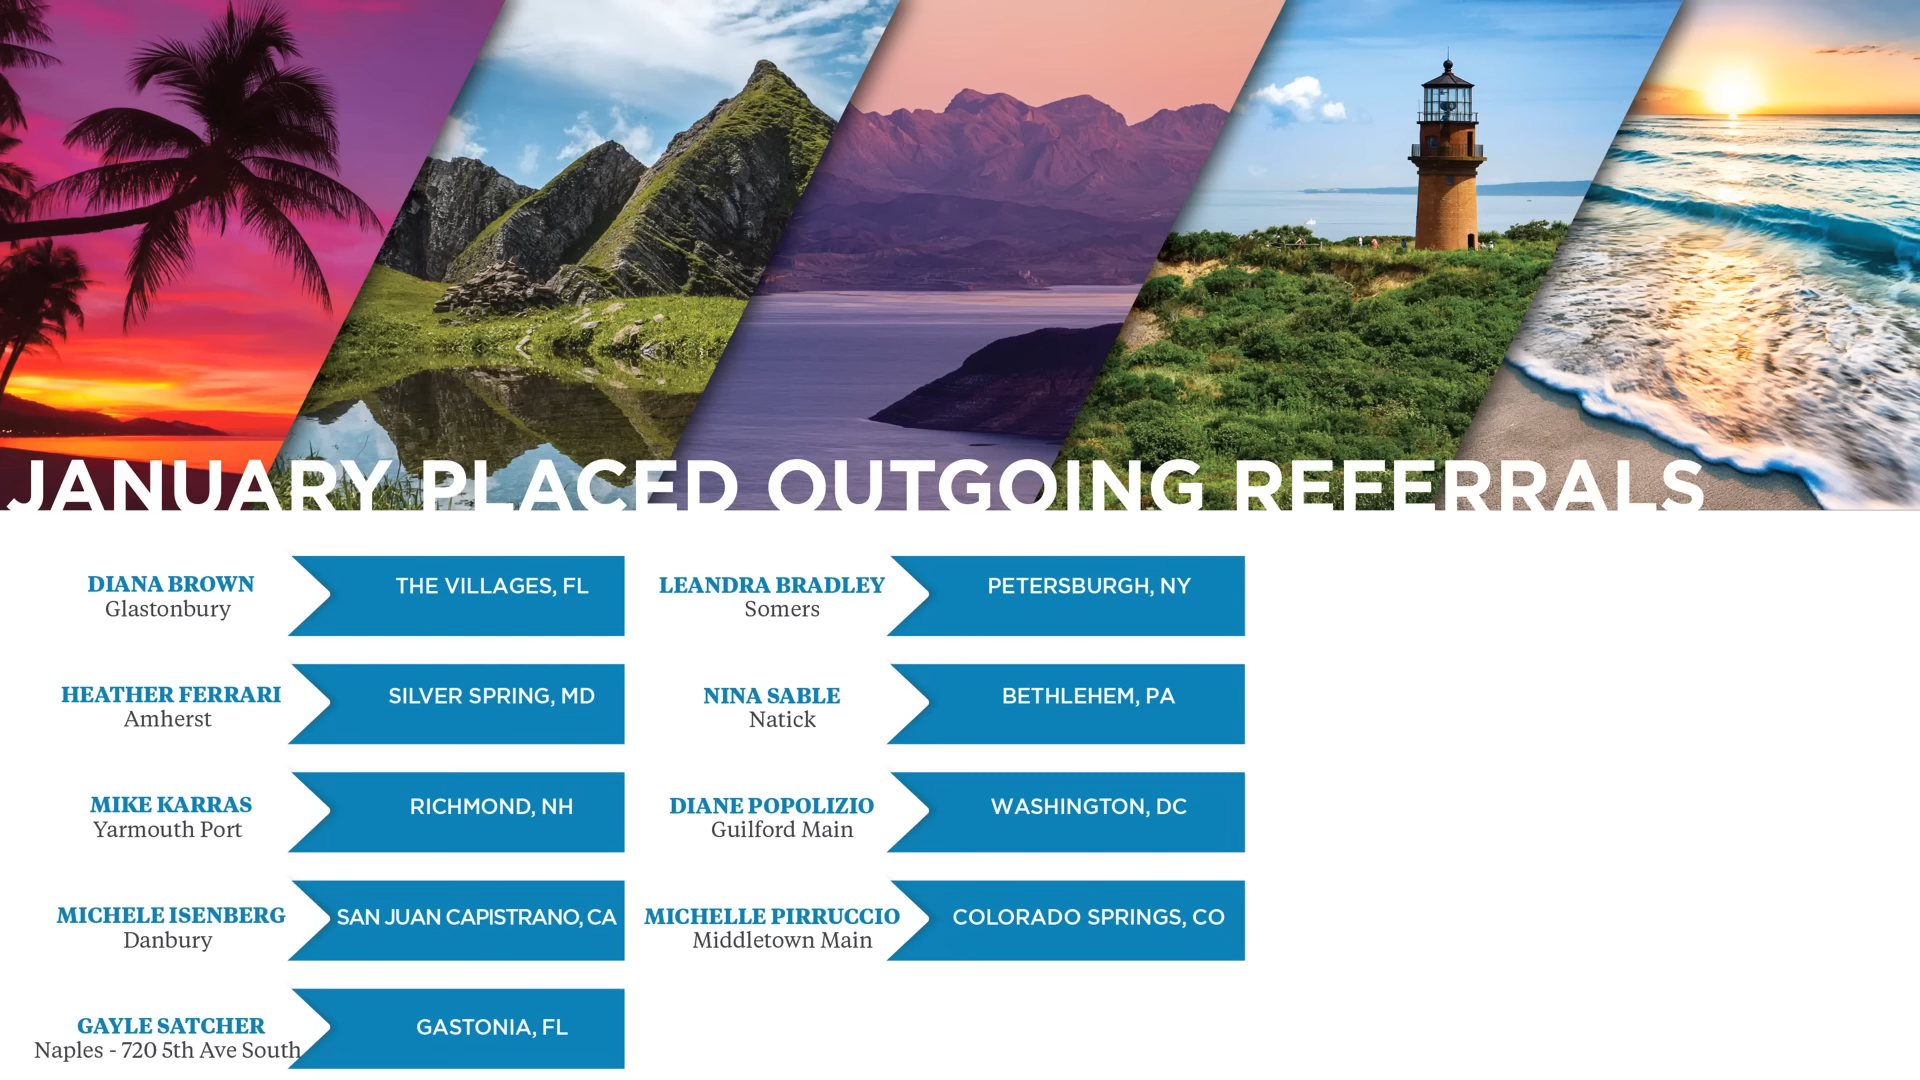 JANUARY PLACED OUTGOING REFERRALS
DIANA BROWN
Glastonbury
THE VILLAGES, FL
HEATHER FERRARI
Amherst
SILVER SPRING, MD
MIKE KARRAS
Yarmouth Port
RICHMOND, NH
MICHELE ISENBERG
Danbury
SAN JUAN CAPISTRANO, CA
GAYLE SATCHER
Naples - 720 5th Ave South
GASTONIA, FL
LEANDRA BRADLEY
Somers
PETERSBURGH, NY
NINA SABLE
Natick
BETHLEHEM, PA
DIANE POPOLIZIO
Guilford Main
WASHINGTON, DC
MICHELLE PIRRUCCIO
Middletown Main
COLORADO SPRINGS, CO